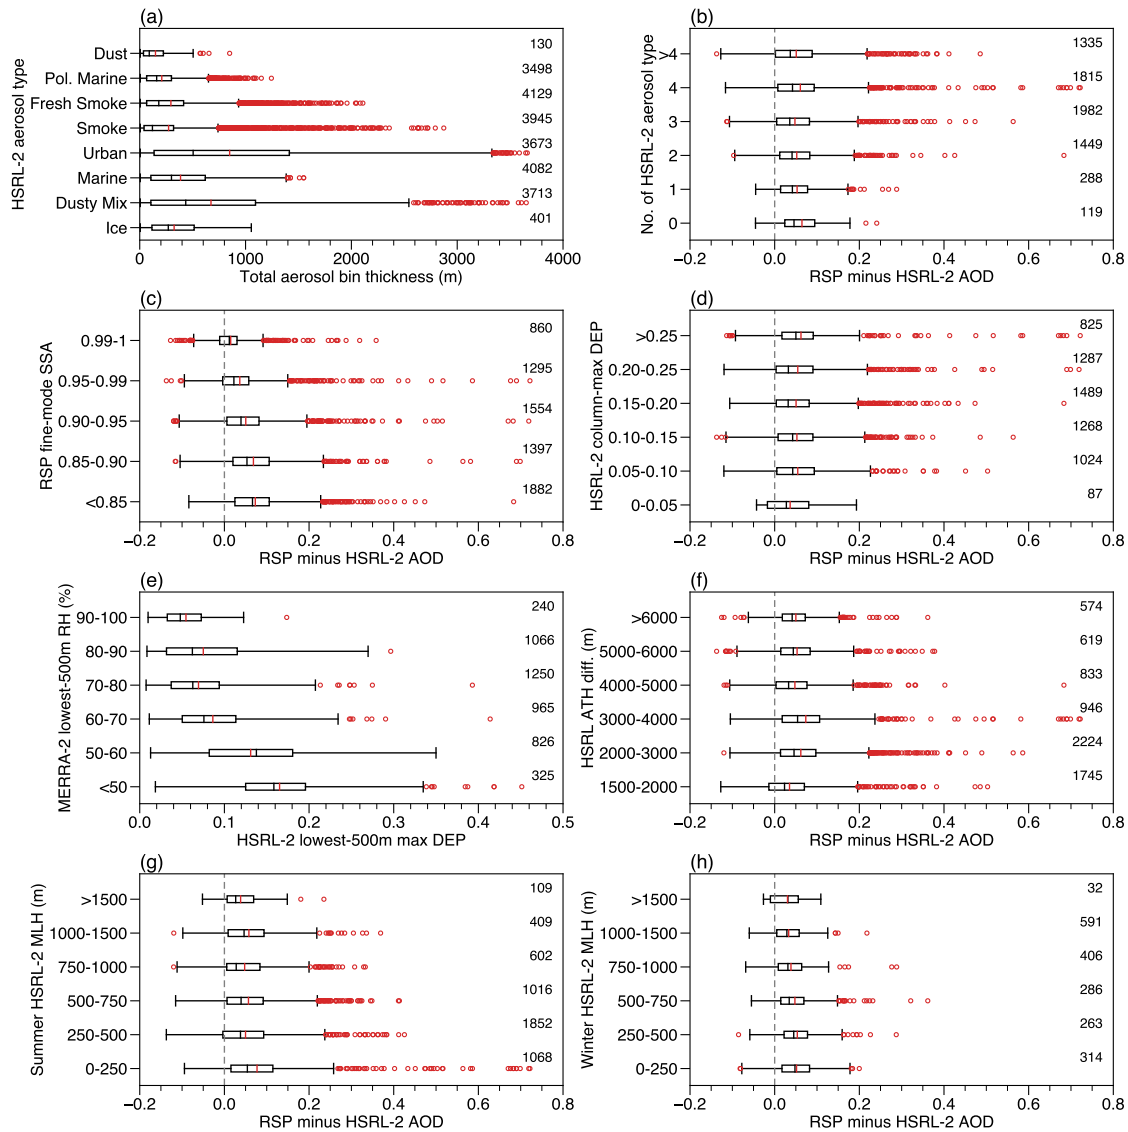 (a)
HSRL-2 aerosol type
Dust
130
Pol. Marine
3498
Fresh Smoke
4129
Smoke
3945
Urban
3673
Marine
4082
Dusty Mix
3713
Ice
401
0 1000 2000 3000 4000
Total aerosol bin thickness (m)
(b)
No. of HSRL-2 aerosol type
>4
1335
4
1815
3
1982
2
1449
1
288
0
119
−0.2 0.0 0.2 0.4 0.6 0.8
RSP minus HSRL-2 AOD
(c)
RSP fine-mode SSA
0.99-1
860
0.95-0.99
1295
0.90-0.95
1554
0.85-0.90
1397
<0.85
1882
−0.2 0.0 0.2 0.4 0.6 0.8
RSP minus HSRL-2 AOD
(d)
HSRL-2 column-max DEP
>0.25
825
0.20-0.25
1287
0.15-0.20
1489
0.10-0.15
1268
0.05-0.10
1024
0-0.05
87
−0.2 0.0 0.2 0.4 0.6 0.8
RSP minus HSRL-2 AOD
(e)
MERRA-2 lowest-500m RH (%)
90-100
240
80-90
1066
70-80
1250
60-70
965
50-60
826
<50
325
0.0 0.1 0.2 0.3 0.4 0.5
HSRL-2 lowest-500m max DEP
(f)
HSRL ATH diff. (m)
>6000
574
5000-6000
619
4000-5000
833
3000-4000
946
2000-3000
2224
1500-2000
1745
−0.2 0.0 0.2 0.4 0.6 0.8
RSP minus HSRL-2 AOD
(g)
Summer HSRL-2 MLH (m)
>1500
109
1000-1500
409
750-1000
602
500-750
1016
250-500
1852
0-250
1068
−0.2 0.0 0.2 0.4 0.6 0.8
RSP minus HSRL-2 AOD
(h)
Winter HSRL-2 MLH (m)
>1500
32
1000-1500
591
750-1000
406
500-750
286
250-500
263
0-250
314
−0.2 0.0 0.2 0.4 0.6 0.8
RSP minus HSRL-2 AOD